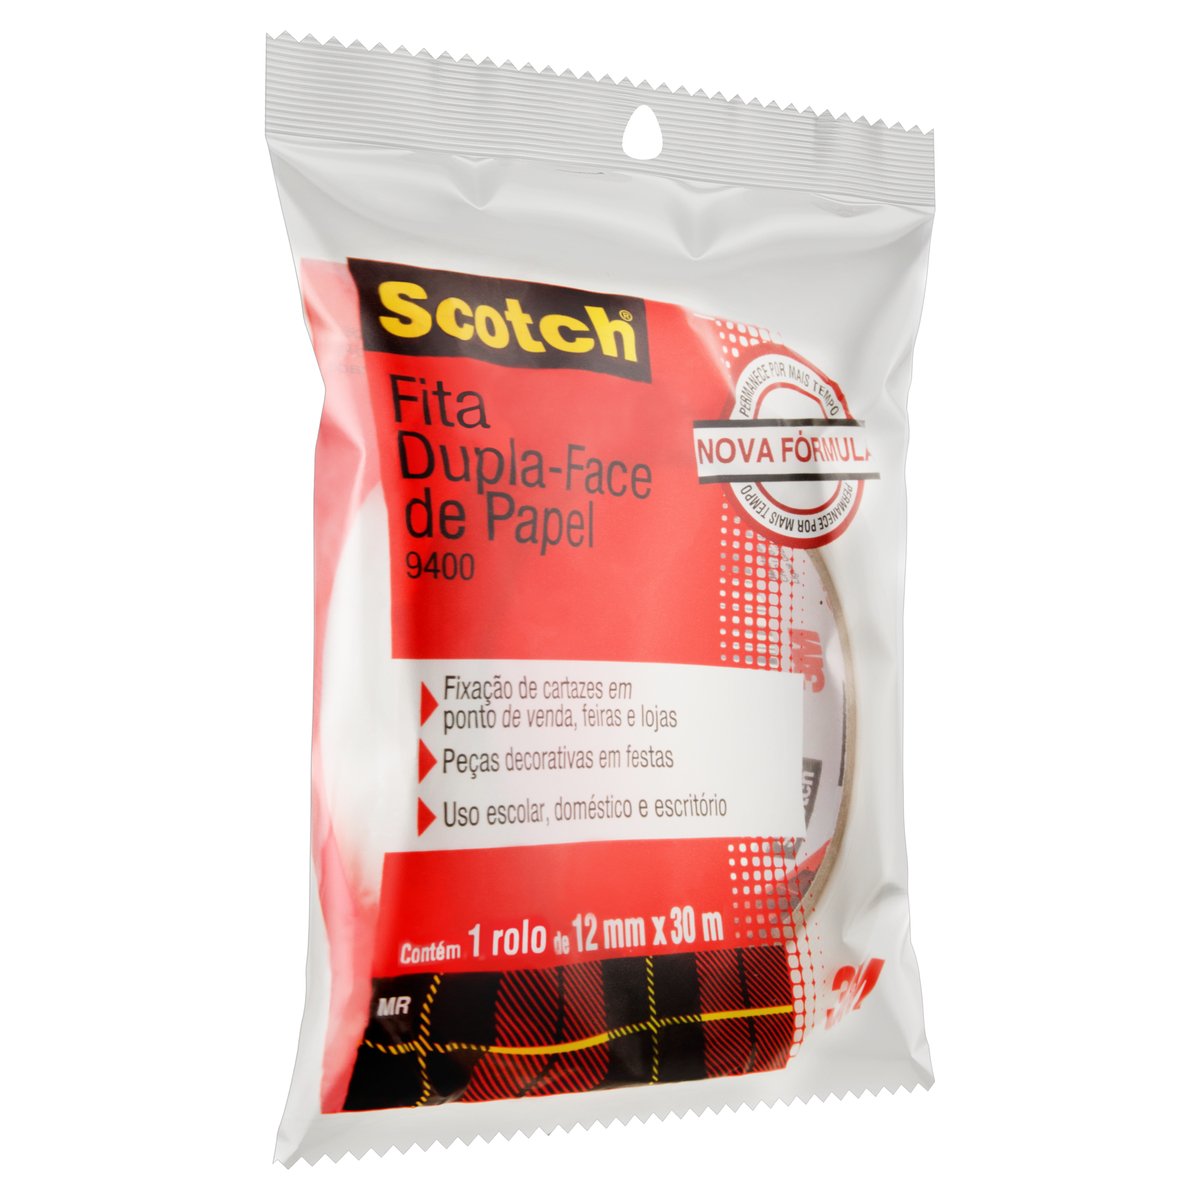 Scotch®
Fita
Dupla-Face
de Papel
9400
PERMANECE POR MAIS TEMPO
NOVA FÓRMULA
PERMANECE POR MAIS TEMPO
3M
Fixação de cartazes em
ponto de venda, feiras e lojas
Peças decorativas em festas
Uso escolar, doméstico e escritório
Contém 1 rolo de 12 mm x 30 m
MR
3M